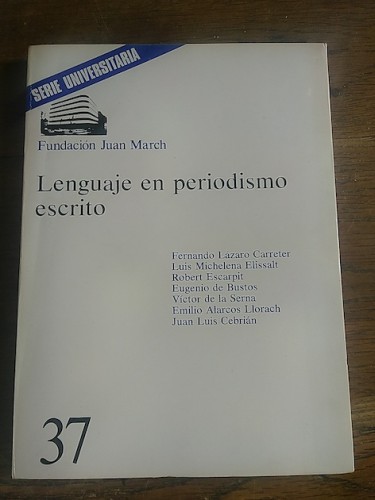 SERIE UNIVERSITARIA
Fundación Juan March
Lenguaje en periodismo
escrito
Fernando Lazaro Carreter
Luis Michelena Elissalt
Robert Escarpit
Eugenio de Bustos
Víctor de la Serna
Emilio Alarcos Llorach
Juan Luis Cebrián
37